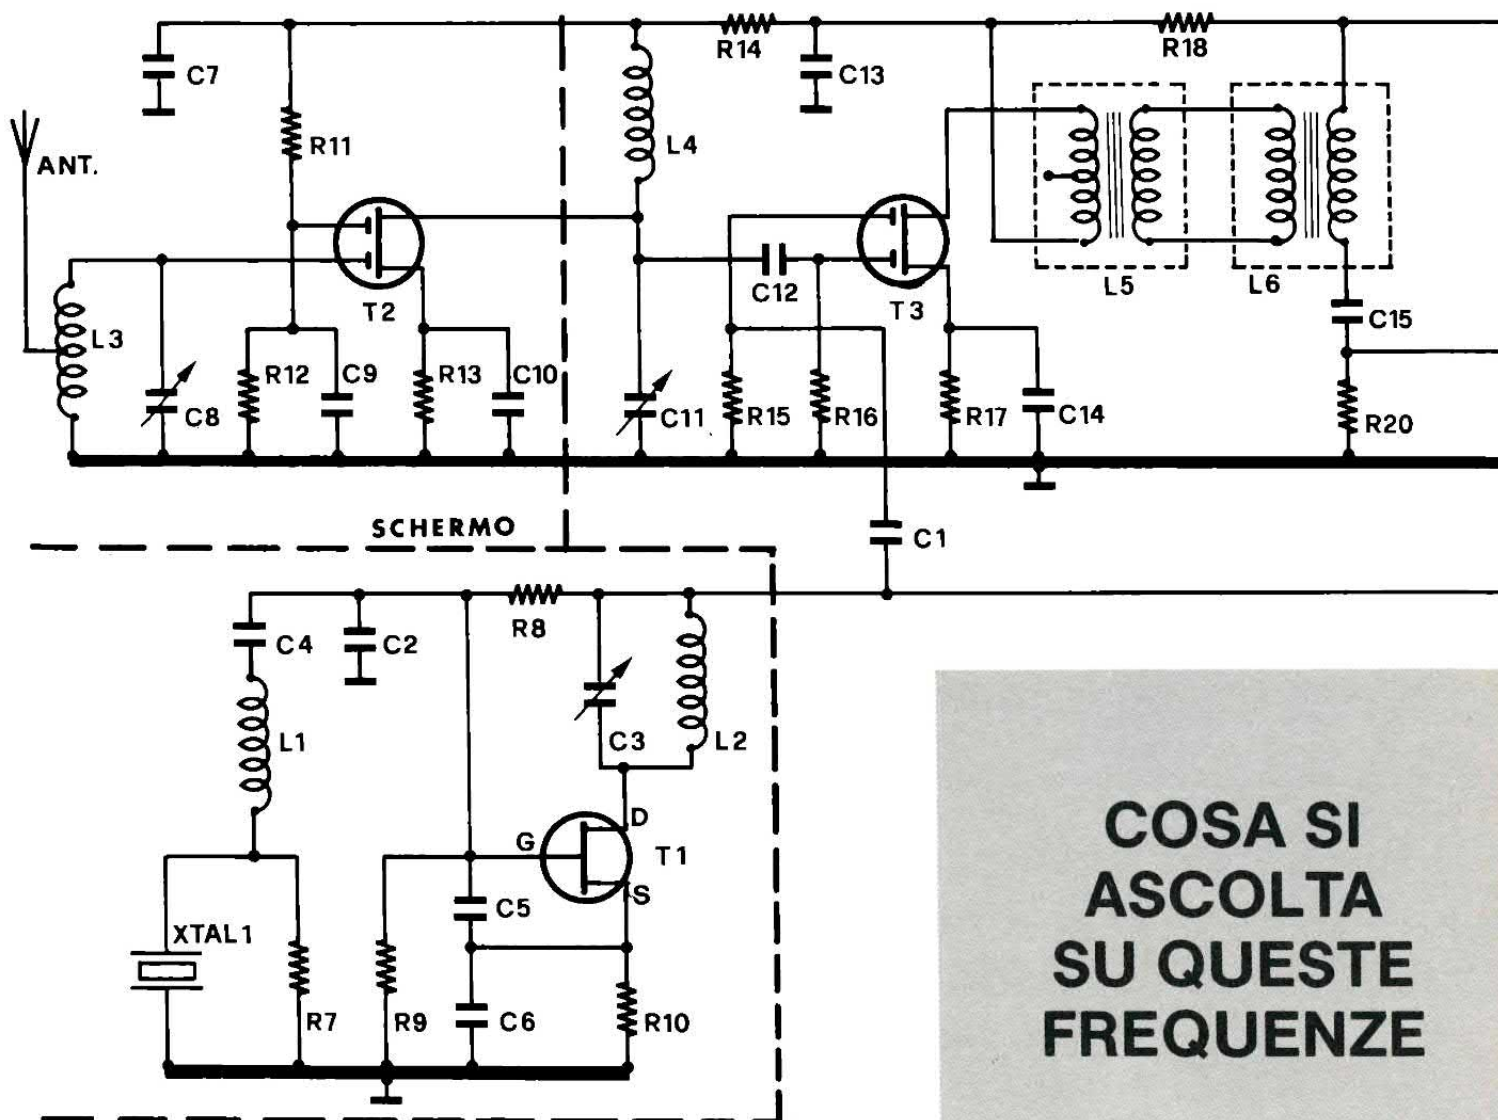 R14
R18
C7
C13
R11
L4
ANT.
L5
L6
T2
C12
T3
C15
L3
R12
C9
R13
C10
C8
C11
R15
R16
R17
C14
R20
SCHERMO
C1
R8
C4
C2
L1
C3
L2
D
G
T1
S
C5
XTAL1
R7
R9
C6
R10
COSA SI
ASCOLTA
SU QUESTE
FREQUENZE